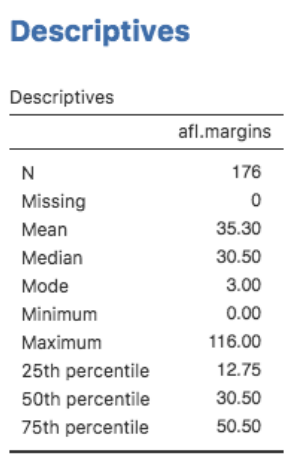 Descriptives
Descriptives
afl.margins
N 176
Missing 0
Mean 35.30
Median 30.50
Mode 3.00
Minimum 0.00
Maximum 116.00
25th percentile 12.75
50th percentile 30.50
75th percentile 50.50